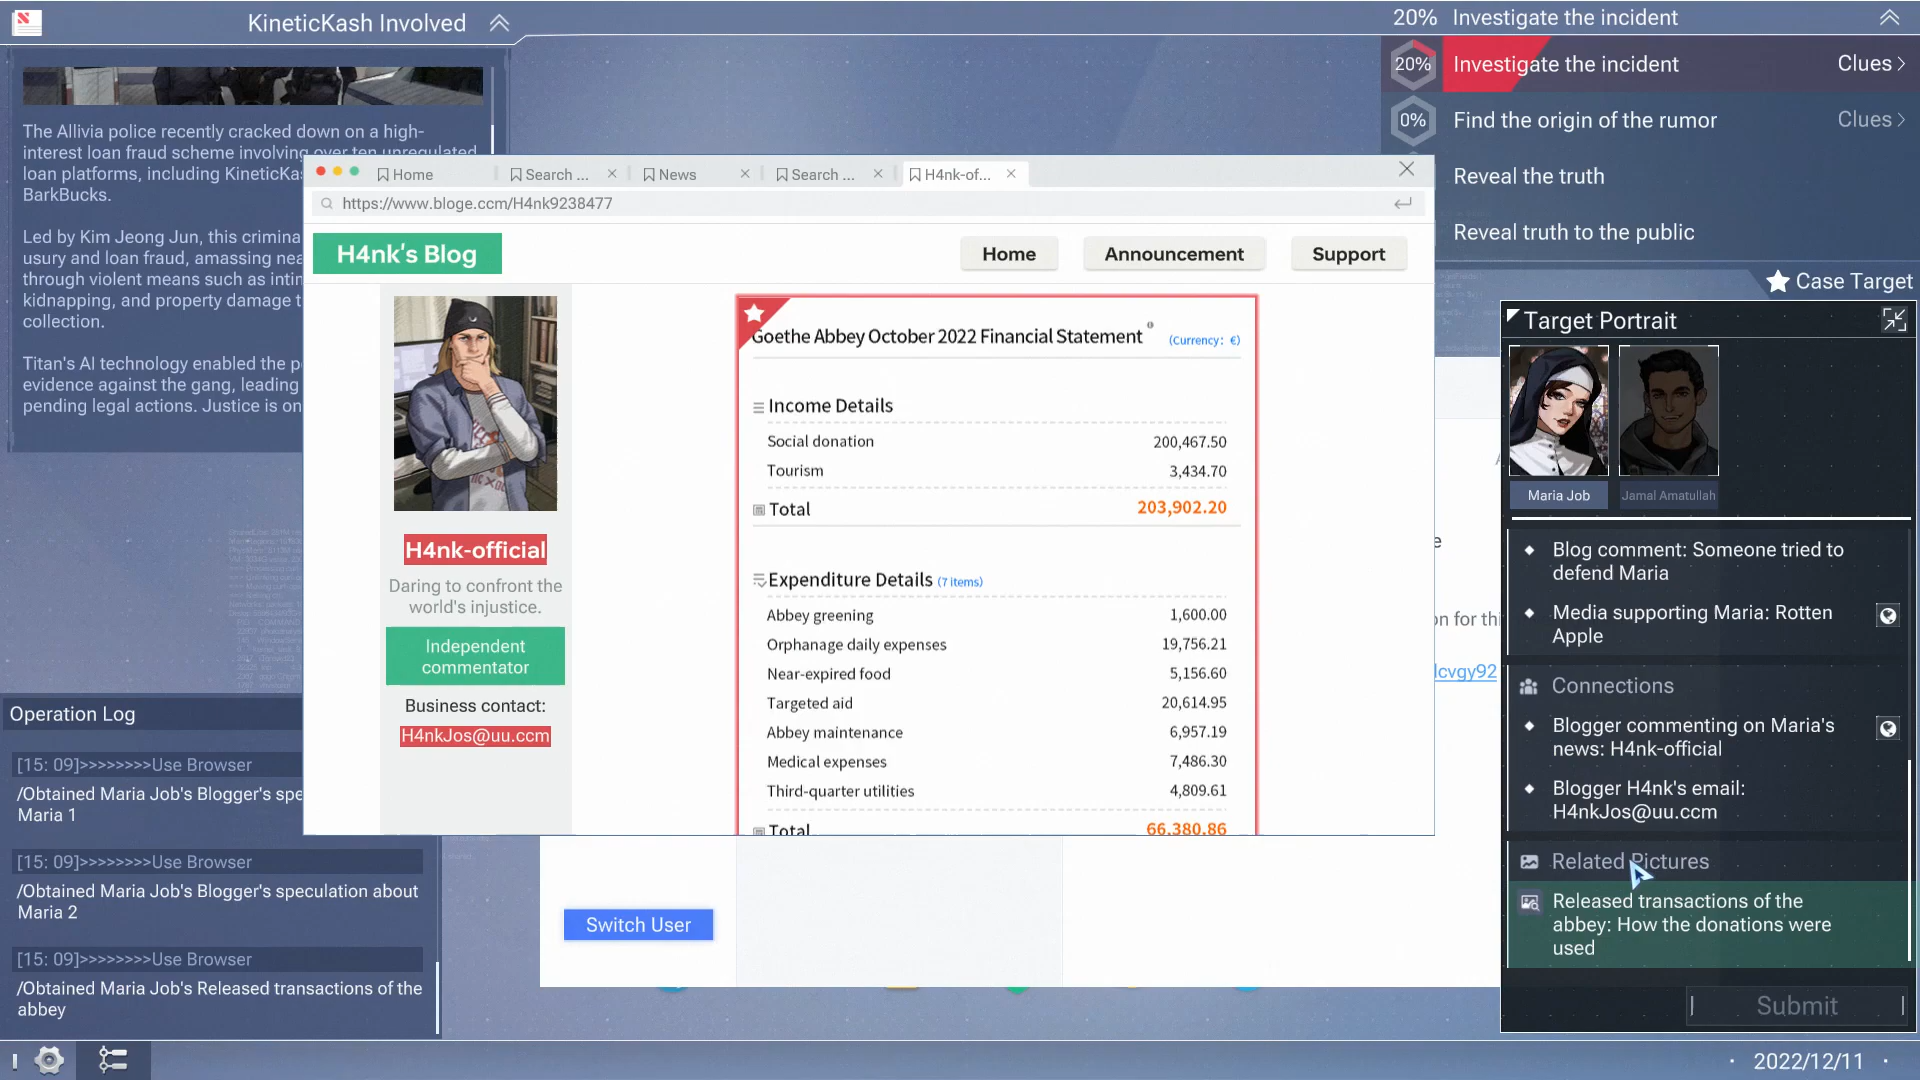 KineticKash Involved
The Allivia police recently cracked down on a high-
interest loan fraud scheme involving over ten unregulated
loan platforms, including KineticKas
BarkBucks.
Led by Kim Jeong Jun, this crimina
usury and loan fraud, amassing nea
through violent means such as intin
kidnapping, and property damage t
collection.
Titan's AI technology enabled the p
evidence against the gang, leading
pending legal actions. Justice is on
Operation Log
[15: 09]>>>>>>>>Use Browser
/Obtained Maria Job's Blogger's spe
Maria 1
[15: 09]>>>>>>>>Use Browser
/Obtained Maria Job's Blogger's speculation about
Maria 2
[15: 09]>>>>>>>>Use Browser
/Obtained Maria Job's Released transactions of the
abbey
Home
Search ...
News
Search ...
H4nk-of...
https://www.bloge.ccm/H4nk9238477
H4nk's Blog
Home
Announcement
Support
H4nk-official
Daring to confront the
world's injustice.
Independent
commentator
Business contact:
H4nkJos@uu.ccm
Goethe Abbey October 2022 Financial Statement
(Currency: €)
Income Details
Social donation 200,467.50
Tourism 3,434.70
Total 203,902.20
Expenditure Details (7 items)
Abbey greening 1,600.00
Orphanage daily expenses 19,756.21
Near-expired food 5,156.60
Targeted aid 20,614.95
Abbey maintenance 6,957.19
Medical expenses 7,486.30
Third-quarter utilities 4,809.61
Total 66,380.86
e
on for thi
lcvgy92
Switch User
20% Investigate the incident
20% Investigate the incident Clues >
0% Find the origin of the rumor Clues >
Reveal the truth
Reveal truth to the public
Case Target
Target Portrait
Maria Job
Jamal Amatullah
Blog comment: Someone tried to
defend Maria
Media supporting Maria: Rotten
Apple
Connections
Blogger commenting on Maria's
news: H4nk-official
Blogger H4nk's email:
H4nkJos@uu.ccm
Related Pictures
Released transactions of the
abbey: How the donations were
used
Submit
2022/12/11